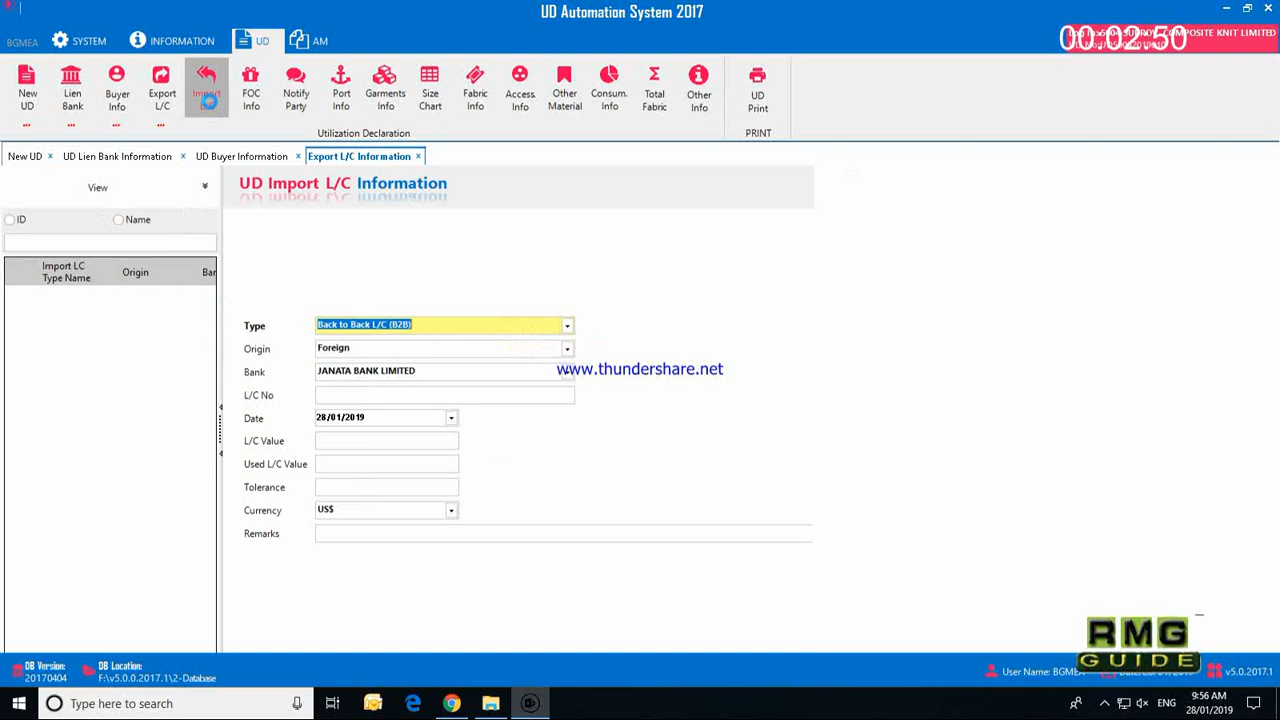 UD Automation System 2017
BGMEA
SYSTEM
INFORMATION
UD
AM
00:02:50
COMPOSITE KNIT LIMITED
New UD
Lien Bank
Buyer Info
Export L/C
Import
FOC Info
Notify Party
Port Info
Garments Info
Size Chart
Fabric Info
Access. Info
Other Material
Consum. Info
Total Fabric
Other Info
UD Print
Utilization Declaration
PRINT
New UD
UD Lien Bank Information
UD Buyer Information
Export L/C Information
View
UD Import L/C Information
ID
Name
Import LC Type Name
Origin
Type
Back to Back L/C (B2B)
Origin
Foreign
Bank
JANATA BANK LIMITED
www.thundershare.net
L/C No
Date
28/01/2019
L/C Value
Used L/C Value
Tolerance
Currency
US$
Remarks
RMG
GUIDE
DB Version:
20170404
DB Location:
F:\v5.0.0.2017.1\2-Database
User Name: BGMEA
v5.0.2017.1
Type here to search
ENG
9:56 AM
28/01/2019